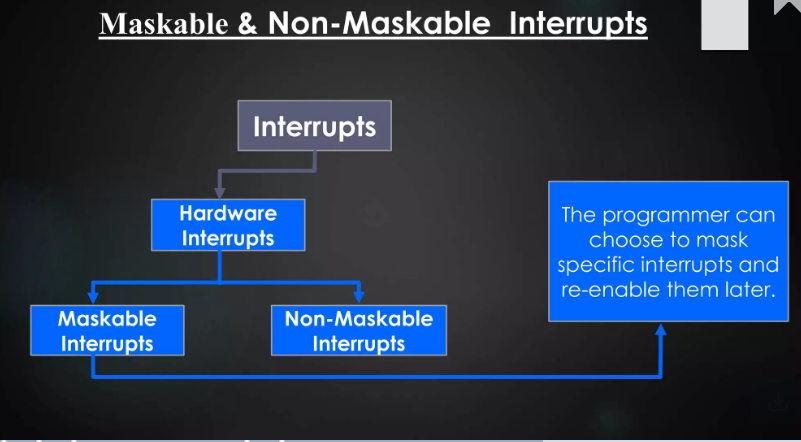 Maskable & Non-Maskable Interrupts
Interrupts
Hardware
Interrupts
Maskable
Interrupts
Non-Maskable
Interrupts
The programmer can
choose to mask
specific interrupts and
re-enable them later.